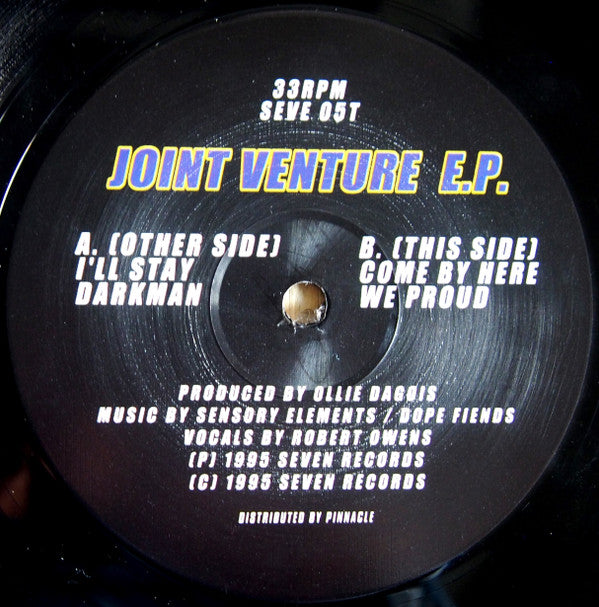 33RPM
SEVE 05T
JOINT VENTURE E.P.
A. (OTHER SIDE)
I'LL STAY
DARKMAN
B. (THIS SIDE)
COME BY HERE
WE PROUD
PRODUCED BY OLLIE DAGOIS
MUSIC BY SENSORY ELEMENTS / DOPE FIENDS
VOCALS BY ROBERT OWENS
(P) 1995 SEVEN RECORDS
(C) 1995 SEVEN RECORDS
DISTRIBUTED BY PINNACLE